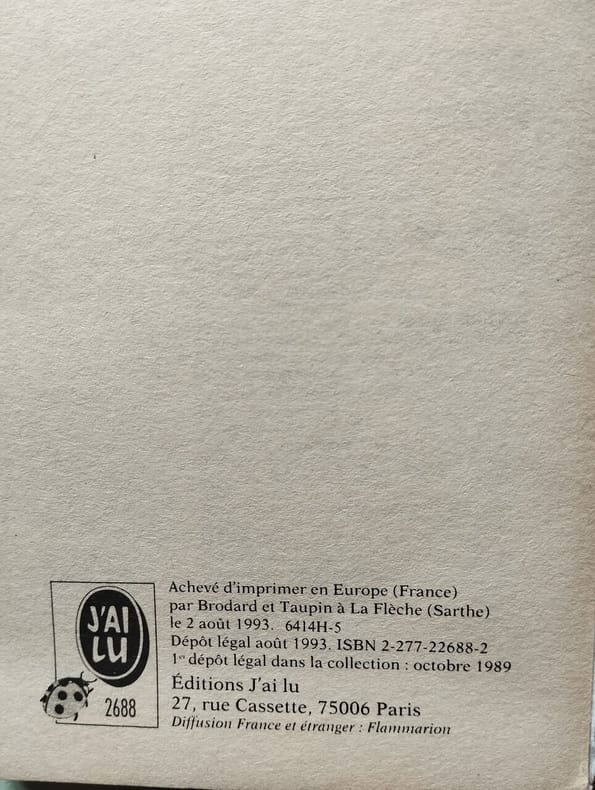 Achevé d'imprimer en Europe (France)
par Brodard et Taupin à La Flèche (Sarthe)
le 2 août 1993. 6414H-5
Dépôt légal août 1993. ISBN 2-277-22688-2
1er dépôt légal dans la collection : octobre 1989
Éditions J'ai lu
27, rue Cassette, 75006 Paris
Diffusion France et étranger : Flammarion
J'AI
LU
2688